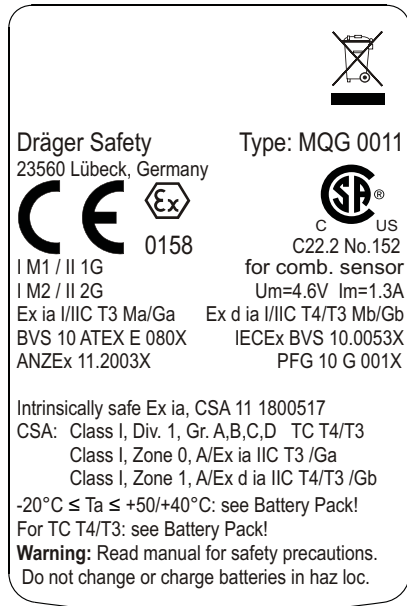 Dräger Safety Type: MQG 0011
23560 Lübeck, Germany
CE Ex 0158
CSA ®
C US
C22.2 No.152
I M1 / II 1G for comb. sensor
I M2 / II 2G Um=4.6V Im=1.3A
Ex ia I/IIC T3 Ma/Ga Ex d ia I/IIC T4/T3 Mb/Gb
BVS 10 ATEX E 080X IECEx BVS 10.0053X
ANZEx 11.2003X PFG 10 G 001X
Intrinsically safe Ex ia, CSA 11 1800517
CSA: Class I, Div. 1, Gr. A,B,C,D TC T4/T3
Class I, Zone 0, A/Ex ia IIC T3 /Ga
Class I, Zone 1, A/Ex d ia IIC T4/T3 /Gb
-20°C ≤ Ta ≤ +50/+40°C: see Battery Pack!
For TC T4/T3: see Battery Pack!
Warning: Read manual for safety precautions.
Do not change or charge batteries in haz loc.